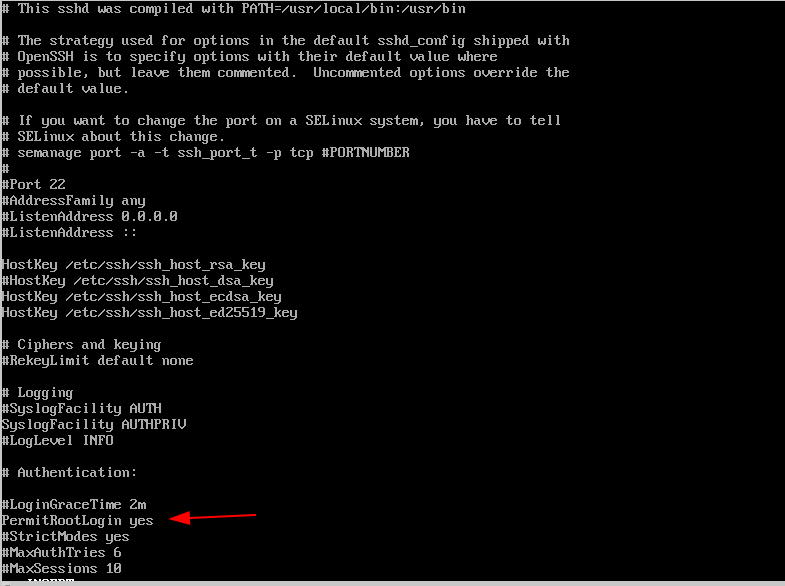 # This sshd was compiled with PATH=/usr/local/bin:/usr/bin
# The strategy used for options in the default sshd_config shipped with
# OpenSSH is to specify options with their default value where
# possible, but leave them commented.  Uncommented options override the
# default value.
# If you want to change the port on a SELinux system, you have to tell
# SELinux about this change.
# semanage port -a -t ssh_port_t -p tcp #PORTNUMBER
#
#Port 22
#AddressFamily any
#ListenAddress 0.0.0.0
#ListenAddress ::
HostKey /etc/ssh/ssh_host_rsa_key
#HostKey /etc/ssh/ssh_host_dsa_key
HostKey /etc/ssh/ssh_host_ecdsa_key
HostKey /etc/ssh/ssh_host_ed25519_key
# Ciphers and keying
#RekeyLimit default none
# Logging
#SyslogFacility AUTH
SyslogFacility AUTHPRIV
#LogLevel INFO
# Authentication:
#LoginGraceTime 2m
PermitRootLogin yes
#StrictModes yes
#MaxAuthTries 6
#MaxSessions 10